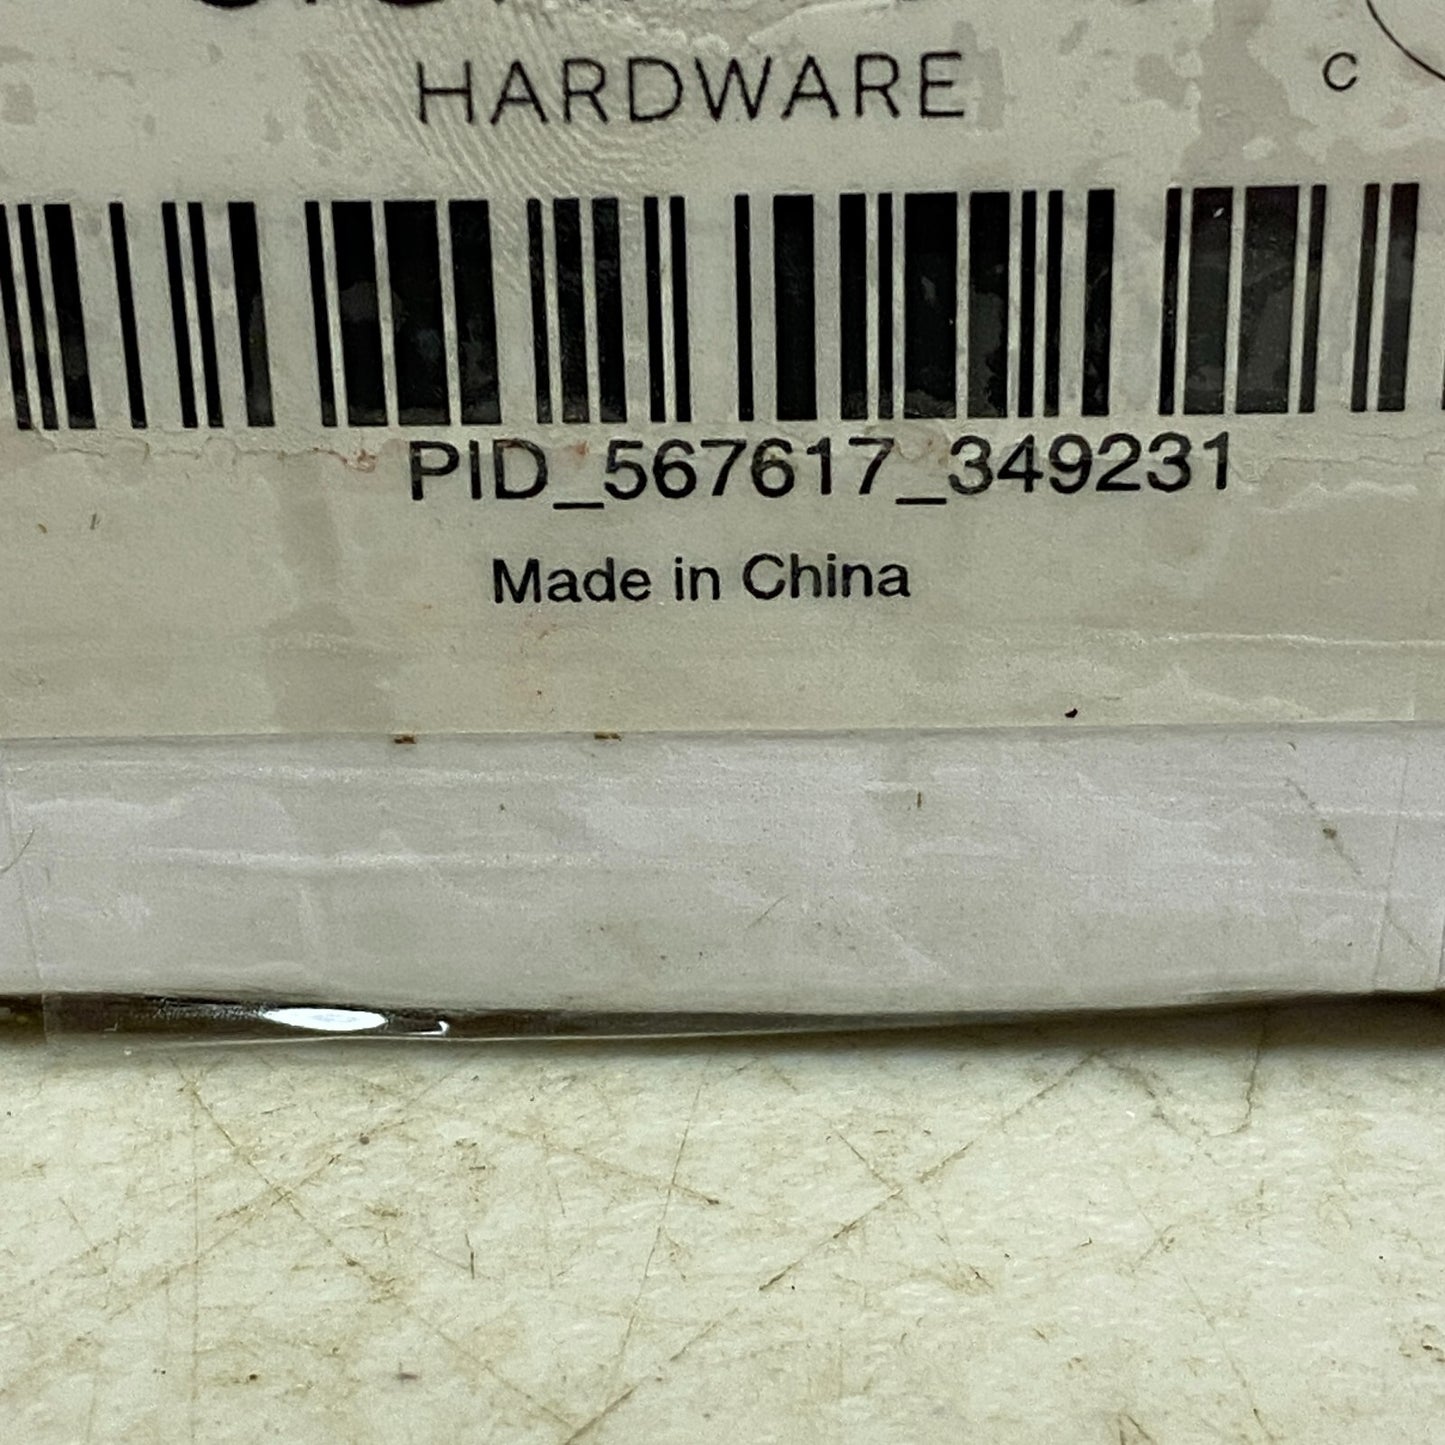 HARDWARE
C
PID_567617_349231
Made in China